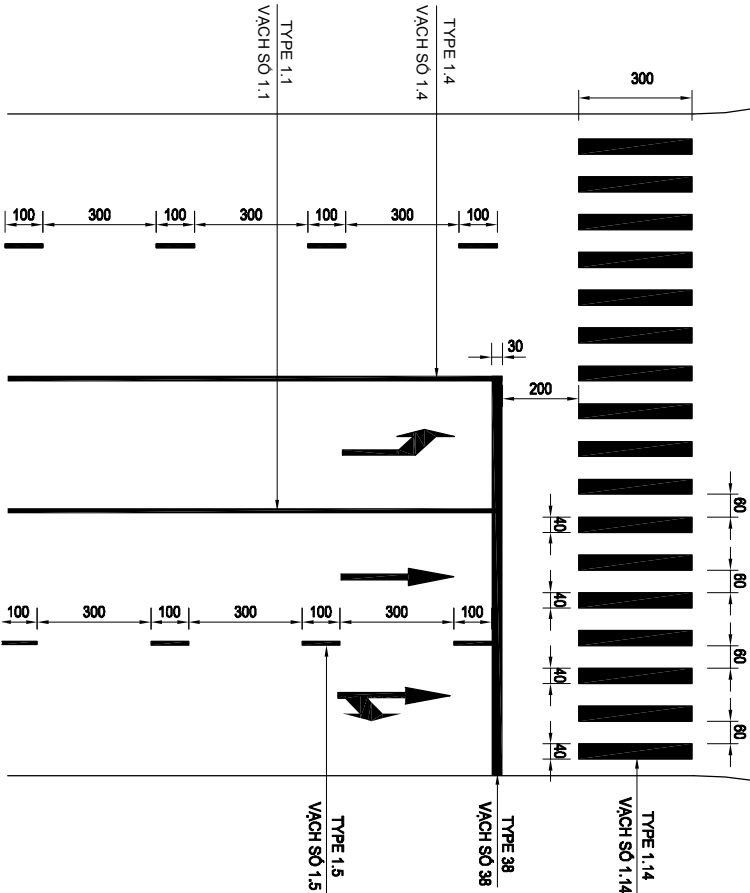 TYPE 1.1
VẠCH SỐ 1.1
TYPE 1.4
VẠCH SỐ 1.4
300
100
300
100
300
100
300
100
30
200
60
40
60
40
100
300
100
300
100
300
100
60
40
60
40
TYPE 1.5
VẠCH SỐ 1.5
TYPE 38
VẠCH SỐ 38
TYPE 1.14
VẠCH SỐ 1.14